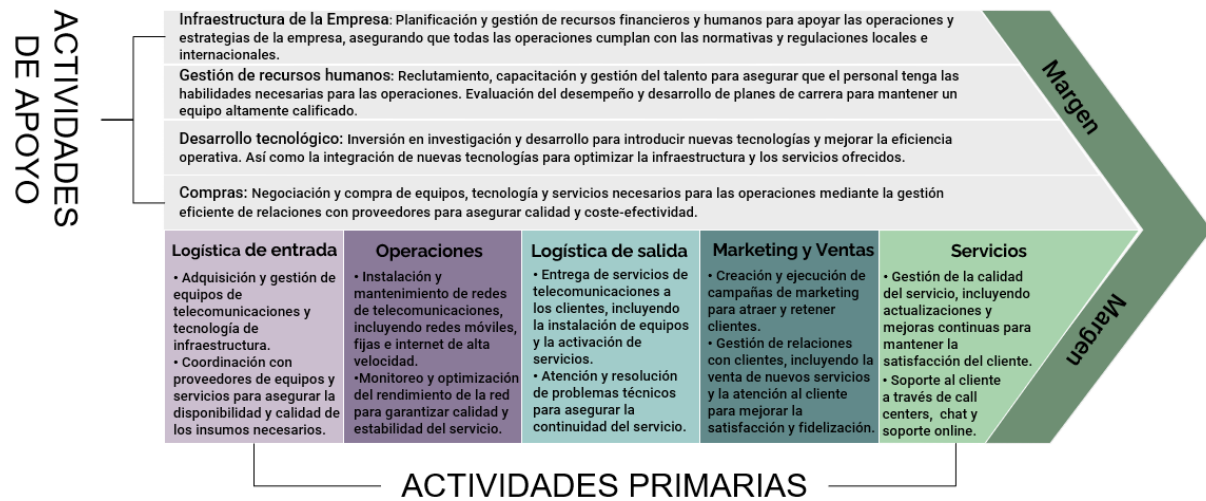 ACTIVIDADES
DE APOYO
Infraestructura de la Empresa: Planificación y gestión de recursos financieros y humanos para apoyar las operaciones y
estrategias de la empresa, asegurando que todas las operaciones cumplan con las normativas y regulaciones locales e
internacionales.
Gestión de recursos humanos: Reclutamiento, capacitación y gestión del talento para asegurar que el personal tenga las
habilidades necesarias para las operaciones. Evaluación del desempeño y desarrollo de planes de carrera para mantener un
equipo altamente calificado.
Desarrollo tecnológico: Inversión en investigación y desarrollo para introducir nuevas tecnologías y mejorar la eficiencia
operativa. Así como la integración de nuevas tecnologías para optimizar la infraestructura y los servicios ofrecidos.
Compras: Negociación y compra de equipos, tecnología y servicios necesarios para las operaciones mediante la gestión
eficiente de relaciones con proveedores para asegurar calidad y coste-efectividad.
Margen
Logística de entrada
• Adquisición y gestión de
equipos de
telecomunicaciones y
tecnología de
infraestructura.
• Coordinación con
proveedores de equipos y
servicios para asegurar la
disponibilidad y calidad de
los insumos necesarios.
Operaciones
• Instalación y
mantenimiento de redes
de telecomunicaciones,
incluyendo redes móviles,
fijas e internet de alta
velocidad.
•Monitoreo y optimización
del rendimiento de la red
para garantizar calidad y
estabilidad del servicio.
Logística de salida
• Entrega de servicios de
telecomunicaciones a
los clientes, incluyendo
la instalación de equipos
y la activación de
servicios.
• Atención y resolución
de problemas técnicos
para asegurar la
continuidad del servicio.
Marketing y Ventas
• Creación y ejecución de
campañas de marketing
para atraer y retener
clientes.
• Gestión de relaciones
con clientes, incluyendo la
venta de nuevos servicios
y la atención al cliente
para mejorar la
satisfacción y fidelización.
Servicios
• Gestión de la calidad
del servicio, incluyendo
actualizaciones y
mejoras continuas para
mantener la
satisfacción del cliente.
• Soporte al cliente
a través de call
centers, chat y
soporte online.
Margen
ACTIVIDADES PRIMARIAS